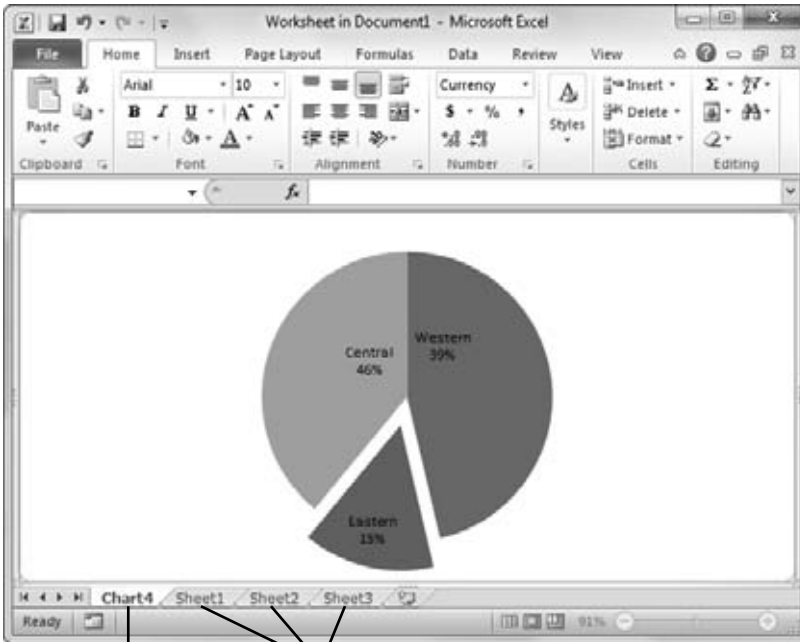 Worksheet in Document1 - Microsoft Excel
File Home Insert Page Layout Formulas Data Review View
Paste
Clipboard
Arial 10
B I U A A
A
Font
Alignment
Currency
$ % ,
Number
Styles
Insert
Delete
Format
Cells
Σ
Editing
fx
Western
39%
Central
46%
Eastern
15%
Chart4 Sheet1 Sheet2 Sheet3
Ready 91%